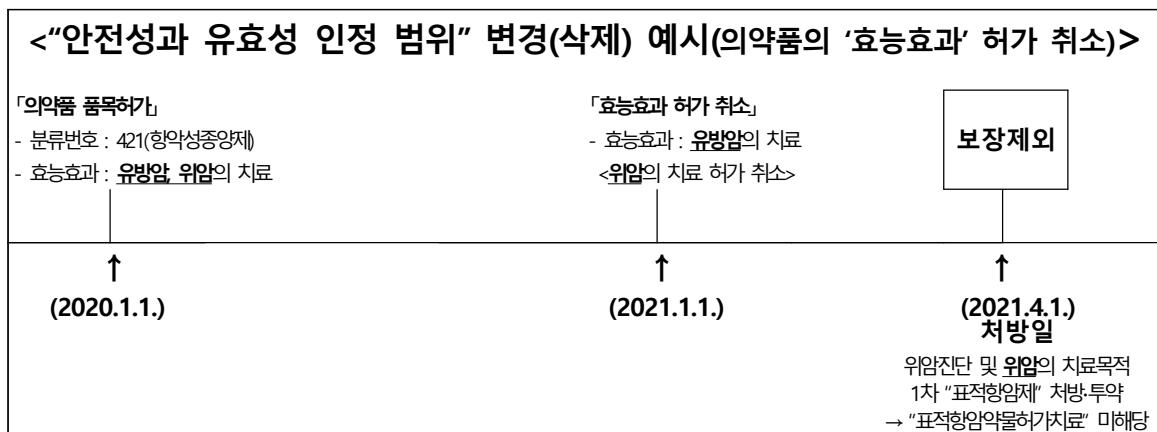 <“안전성과 유효성 인정 범위” 변경(삭제) 예시(의약품의 ‘효능효과’ 허가 취소)>
「의약품 품목허가」
- 분류번호 : 421(항악성종양제)
- 효능효과 : 유방암, 위암의 치료
「효능효과 허가 취소」
- 효능효과 : 유방암의 치료
<위암의 치료 허가 취소>
보장제외
↑
(2020.1.1.)
↑
(2021.1.1.)
↑
(2021.4.1.)
처방일
위암진단 및 위암의 치료목적
1차 “표적항암제” 처방·투약
→ “표적항암약물허가치료” 미해당